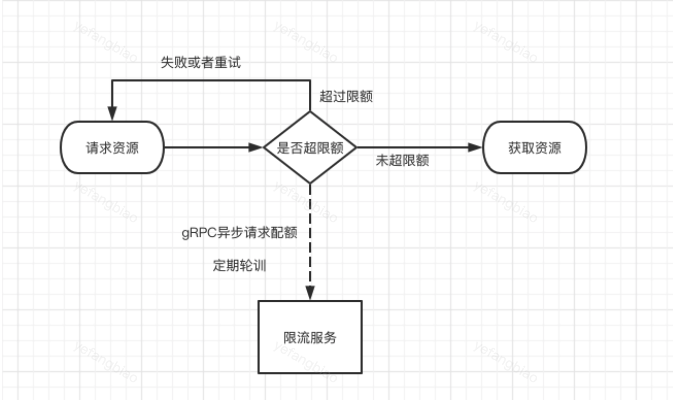 yefangbiao
yefangbiao
失败或者重试
超过限额
请求资源
是否超限额
获取资源
未超限额
yefangbiao
yefangbiao
yefangbiao
gRPC异步请求配额
定期轮训
限流服务
yefangbiao
yefangbiao
yefangbiao